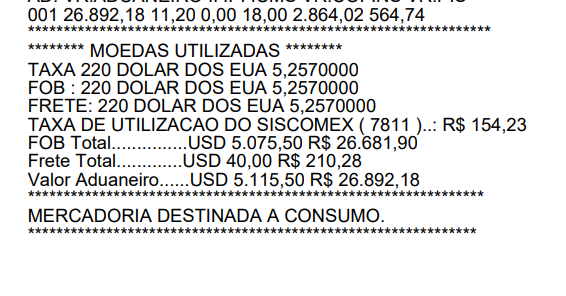 001 26.892,18 11,20 0,00 18,00 2.864,02 564,74
*****************************************************************
******** MOEDAS UTILIZADAS ********
TAXA 220 DOLAR DOS EUA 5,2570000
FOB : 220 DOLAR DOS EUA 5,2570000
FRETE: 220 DOLAR DOS EUA 5,2570000
TAXA DE UTILIZACAO DO SISCOMEX ( 7811 )..: R$ 154,23
FOB Total...............USD 5.075,50 R$ 26.681,90
Frete Total.............USD 40,00 R$ 210,28
Valor Aduaneiro......USD 5.115,50 R$ 26.892,18
****************************************************************
MERCADORIA DESTINADA A CONSUMO.
***************************************************************